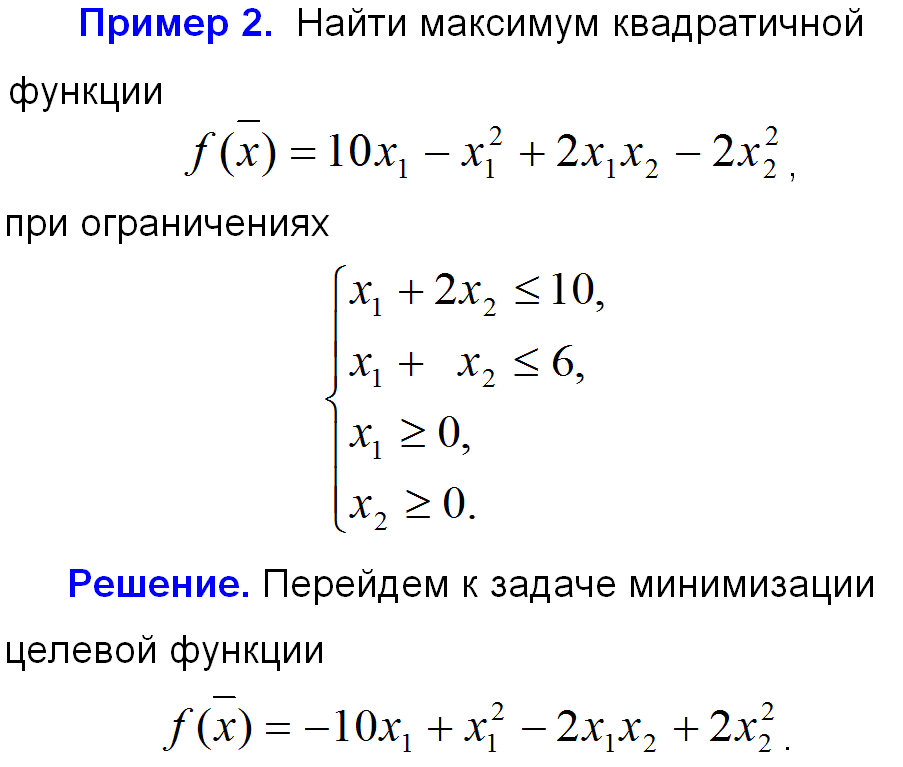 Пример 2. Найти максимум квадратичной
функции
f(x̅) = 10x₁ − x₁² + 2x₁x₂ − 2x₂² ,
при ограничениях
x₁ + 2x₂ ≤ 10,
x₁ + x₂ ≤ 6,
x₁ ≥ 0,
x₂ ≥ 0.
Решение. Перейдем к задаче минимизации
целевой функции
f(x̅) = −10x₁ + x₁² − 2x₁x₂ + 2x₂² .